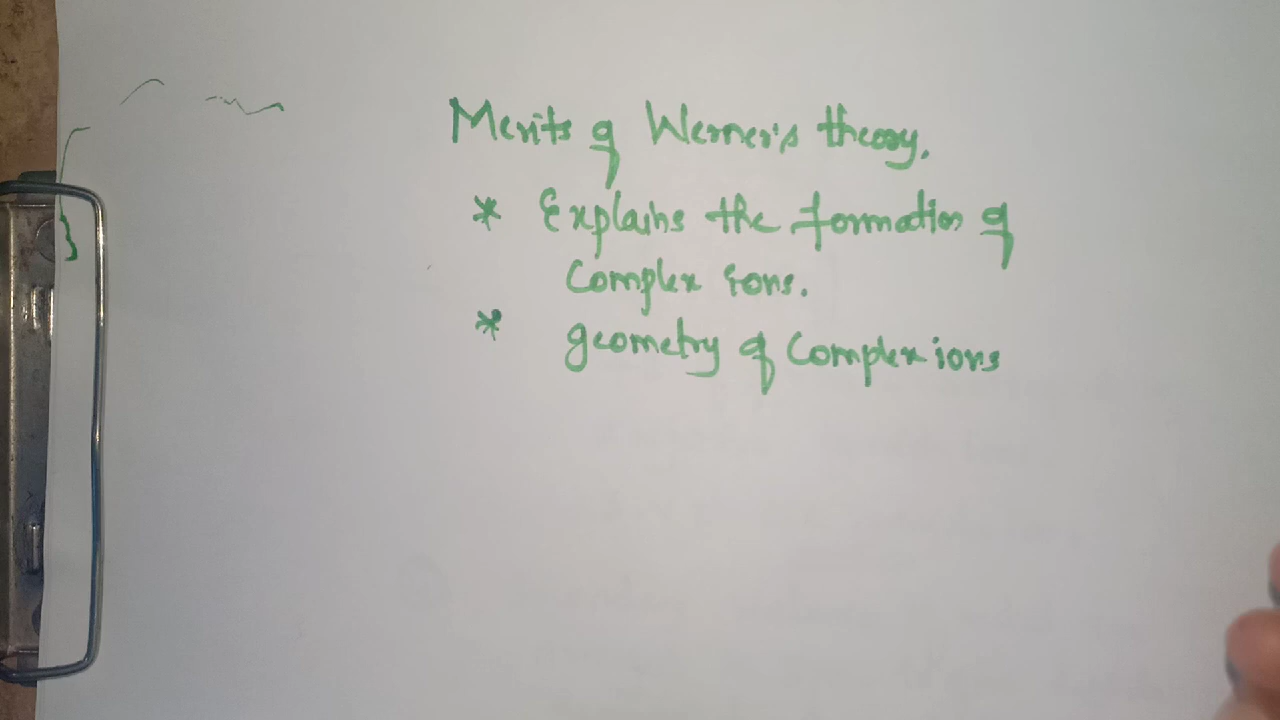 Merits of Werner's theory.
* Explains the formation of
Complex ions.
* geometry of Complex ions